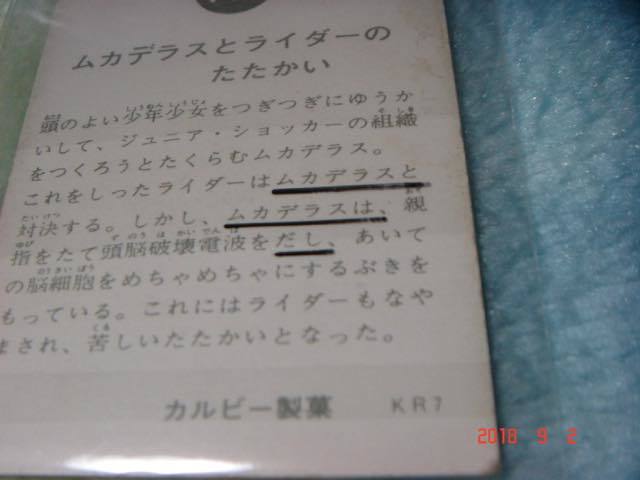 ムカデラスとライダーの
たたかい
頭のよい少年少女をつぎつぎにゆうか
いして、ジュニア・ショッカーの組織
をつくろうとたくらむムカデラス。
これをしったライダーはムカデラスと
対決する。しかし、ムカデラスは、親
指をたて頭脳破壊電波をだし、あいて
の脳細胞をめちゃめちゃにするぶきを
もっている。これにはライダーもなや
まされ、苦しいたたかいとなった。
カルビー製菓 KR7
2018 9 2